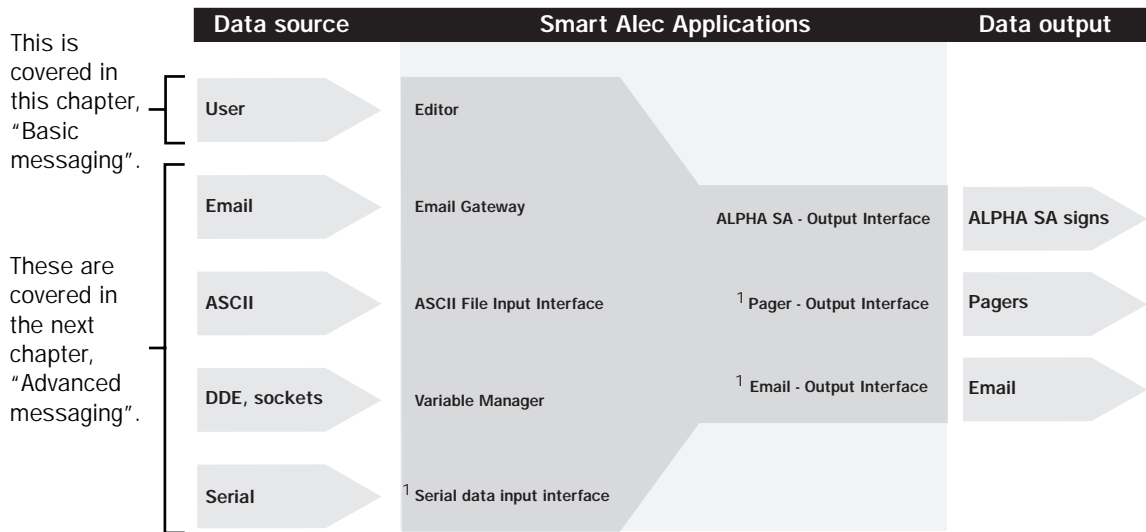 Data source Smart Alec Applications Data output
This is
covered in
this chapter,
“Basic
messaging”.
User Editor
Email Email Gateway ALPHA SA - Output Interface ALPHA SA signs
These are
covered in
the next
chapter,
“Advanced
messaging”.
ASCII ASCII File Input Interface 1 Pager - Output Interface Pagers
DDE, sockets Variable Manager 1 Email - Output Interface Email
Serial 1 Serial data input interface